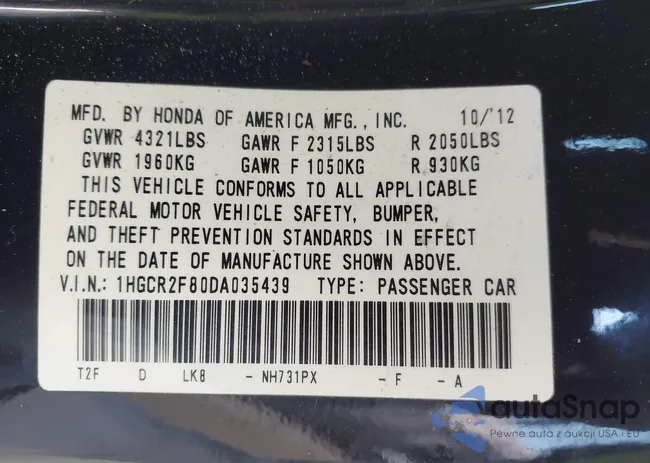 MFD. BY HONDA OF AMERICA MFG., INC. 10/'12
GVWR 4321LBS GAWR F 2315LBS R 2050LBS
GVWR 1960KG GAWR F 1050KG R 930KG
THIS VEHICLE CONFORMS TO ALL APPLICABLE
FEDERAL MOTOR VEHICLE SAFETY, BUMPER,
AND THEFT PREVENTION STANDARDS IN EFFECT
ON THE DATE OF MANUFACTURE SHOWN ABOVE.
V.I.N.: 1HGCR2F80DA035439 TYPE: PASSENGER CAR
T2F D LK8 - NH731PX - F - A
autaSnap
Pewne auta z aukcji USA i EU